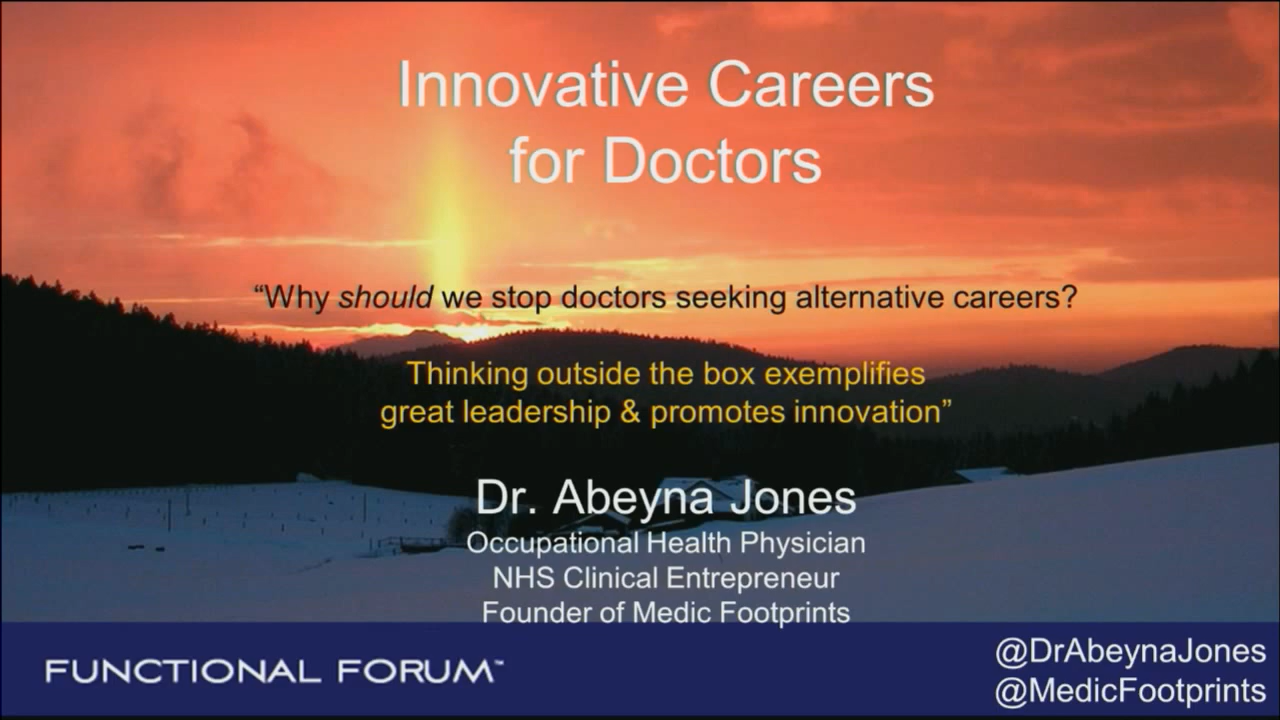 Innovative Careers
for Doctors
“Why should we stop doctors seeking alternative careers?
Thinking outside the box exemplifies
great leadership & promotes innovation”
Dr. Abeyna Jones
Occupational Health Physician
NHS Clinical Entrepreneur
Founder of Medic Footprints
FUNCTIONAL FORUM™
@DrAbeynaJones
@MedicFootprints